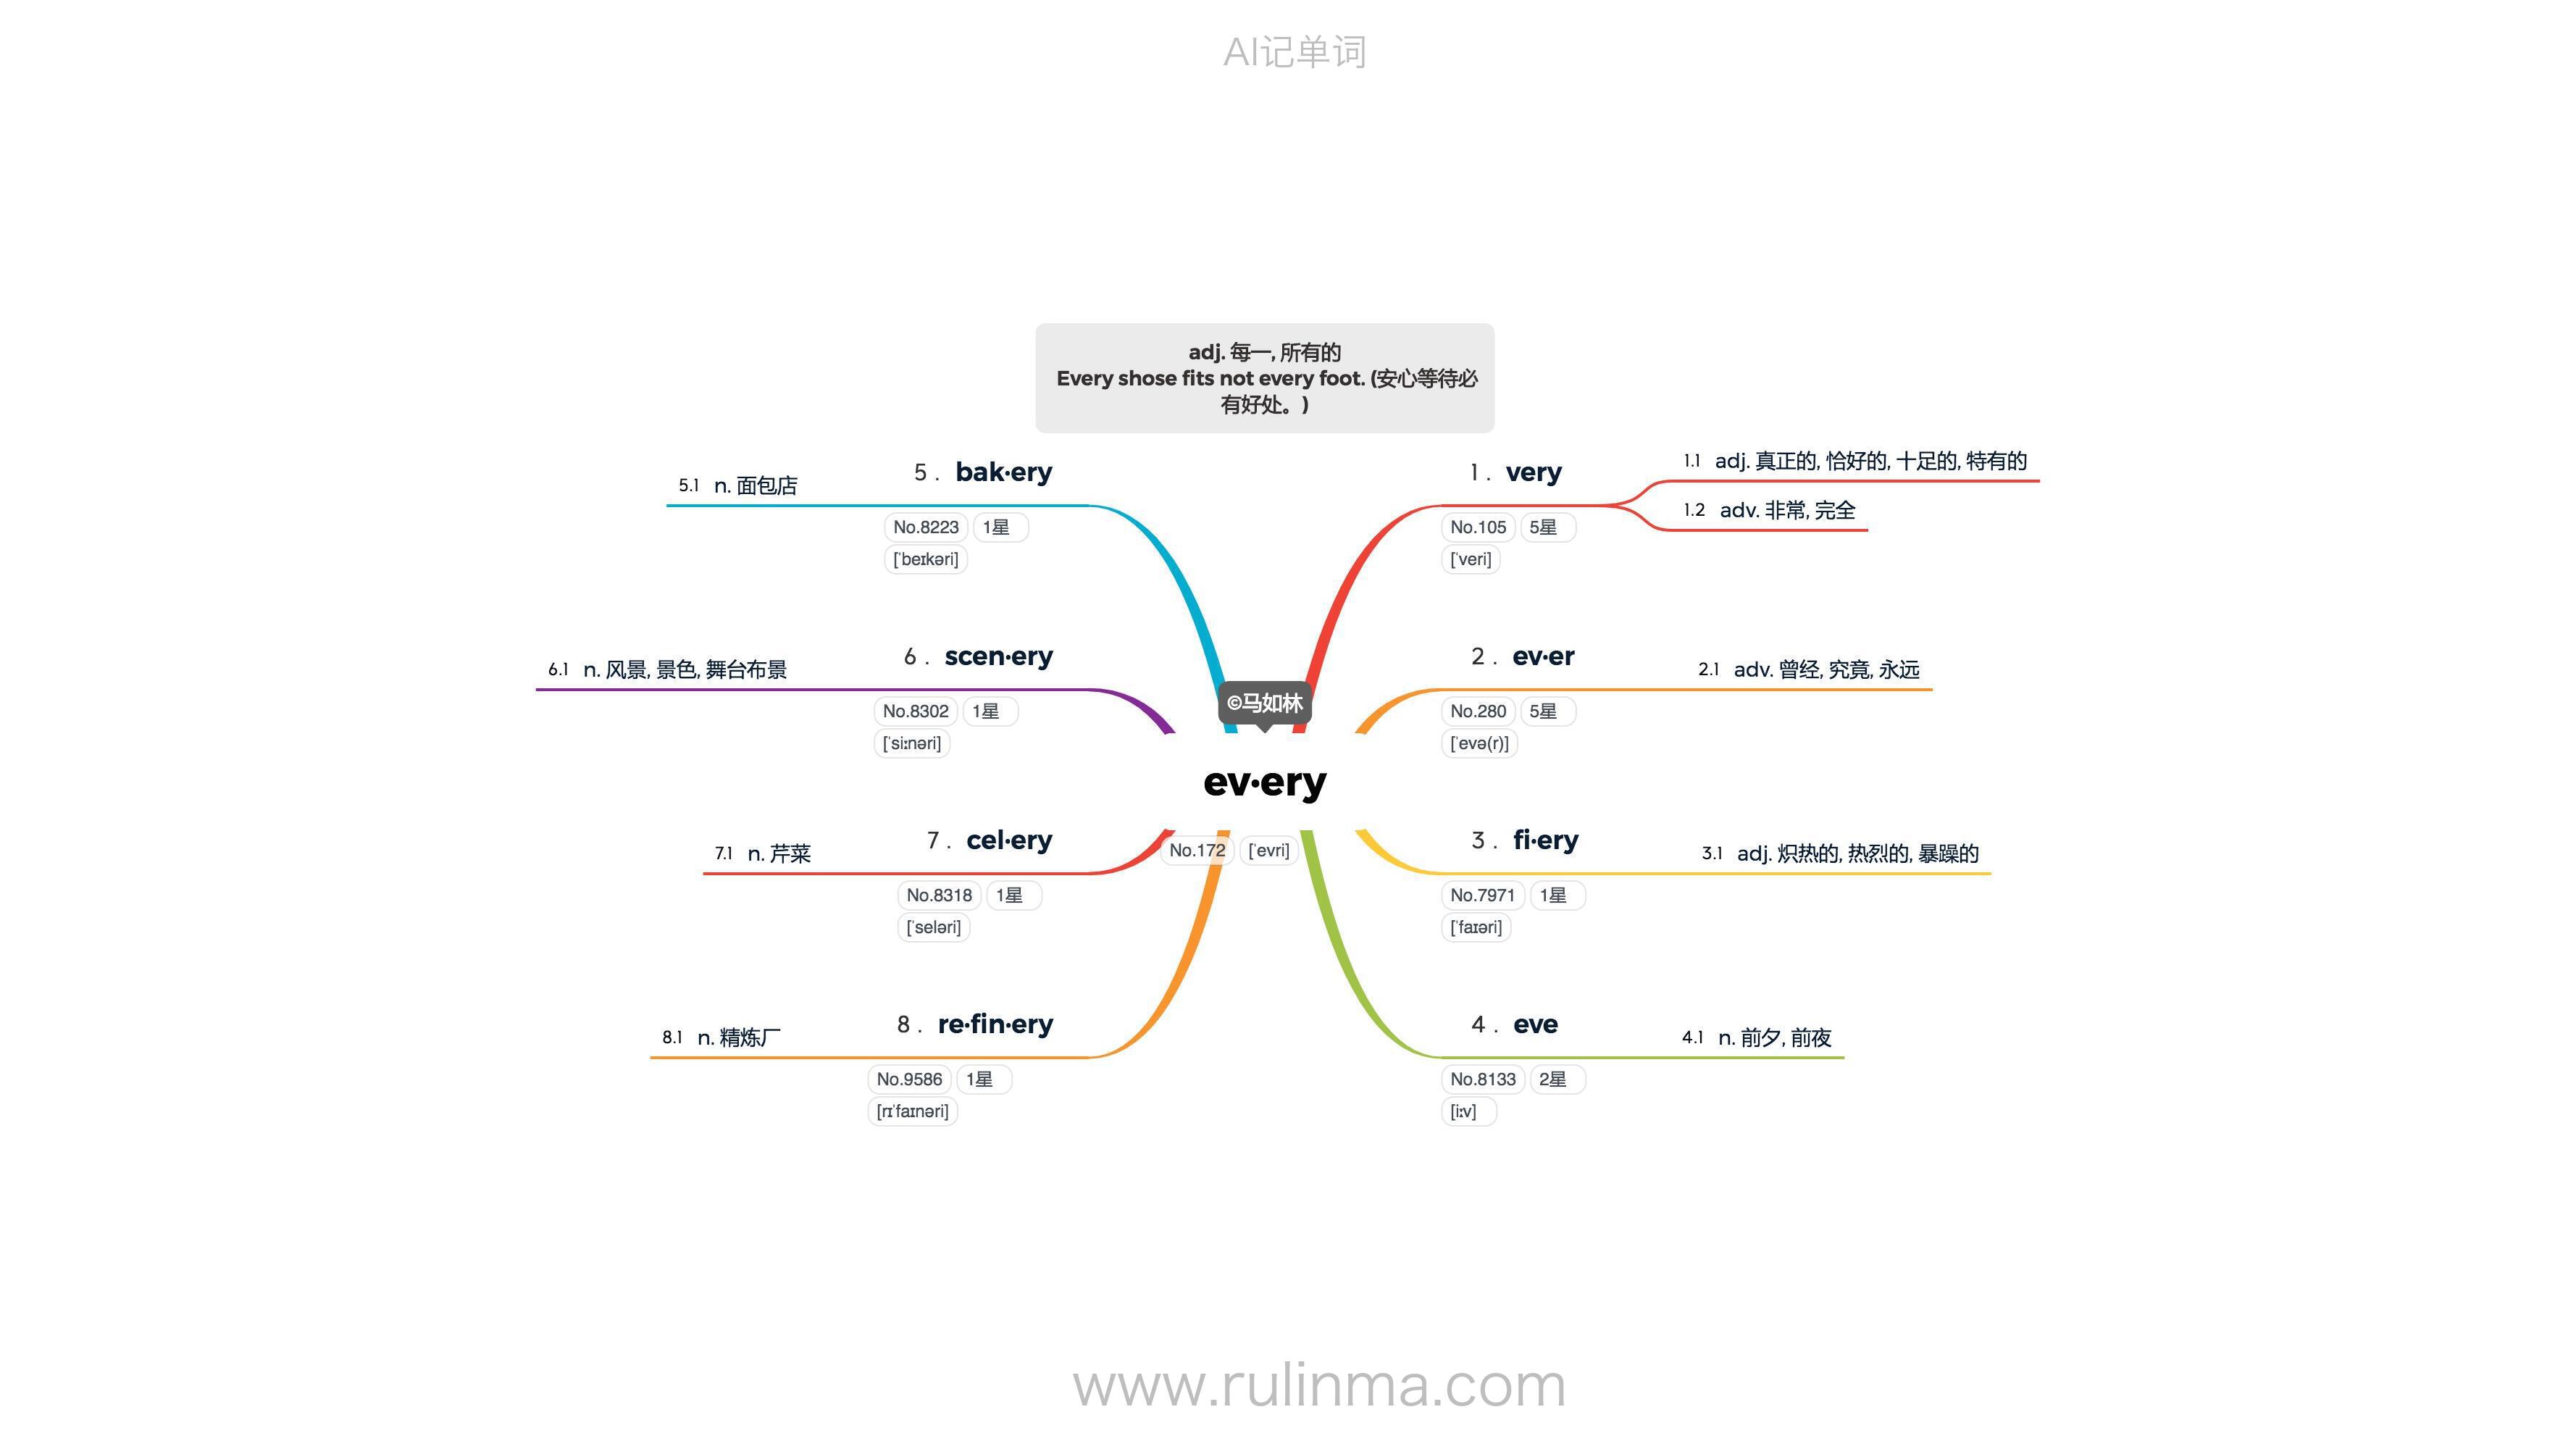 AI记单词
adj. 每一, 所有的
Every shose fits not every foot. (安心等待必
有好处。)
1 . very
No.105 5星
[ˈveri]
1.1 adj. 真正的, 恰好的, 十足的, 特有的
1.2 adv. 非常, 完全
2 . ev·er
No.280 5星
[ˈevə(r)]
2.1 adv. 曾经, 究竟, 永远
3 . fi·ery
No.7971 1星
[ˈfaɪəri]
3.1 adj. 炽热的, 热烈的, 暴躁的
4 . eve
No.8133 2星
[iːv]
4.1 n. 前夕, 前夜
5 . bak·ery
No.8223 1星
[ˈbeɪkəri]
5.1 n. 面包店
6 . scen·ery
No.8302 1星
[ˈsiːnəri]
6.1 n. 风景, 景色, 舞台布景
7 . cel·ery
No.8318 1星
[ˈseləri]
7.1 n. 芹菜
8 . re·fin·ery
No.9586 1星
[rɪˈfaɪnəri]
8.1 n. 精炼厂
©马如林
ev·ery
No.172 [ˈevri]
www.rulinma.com